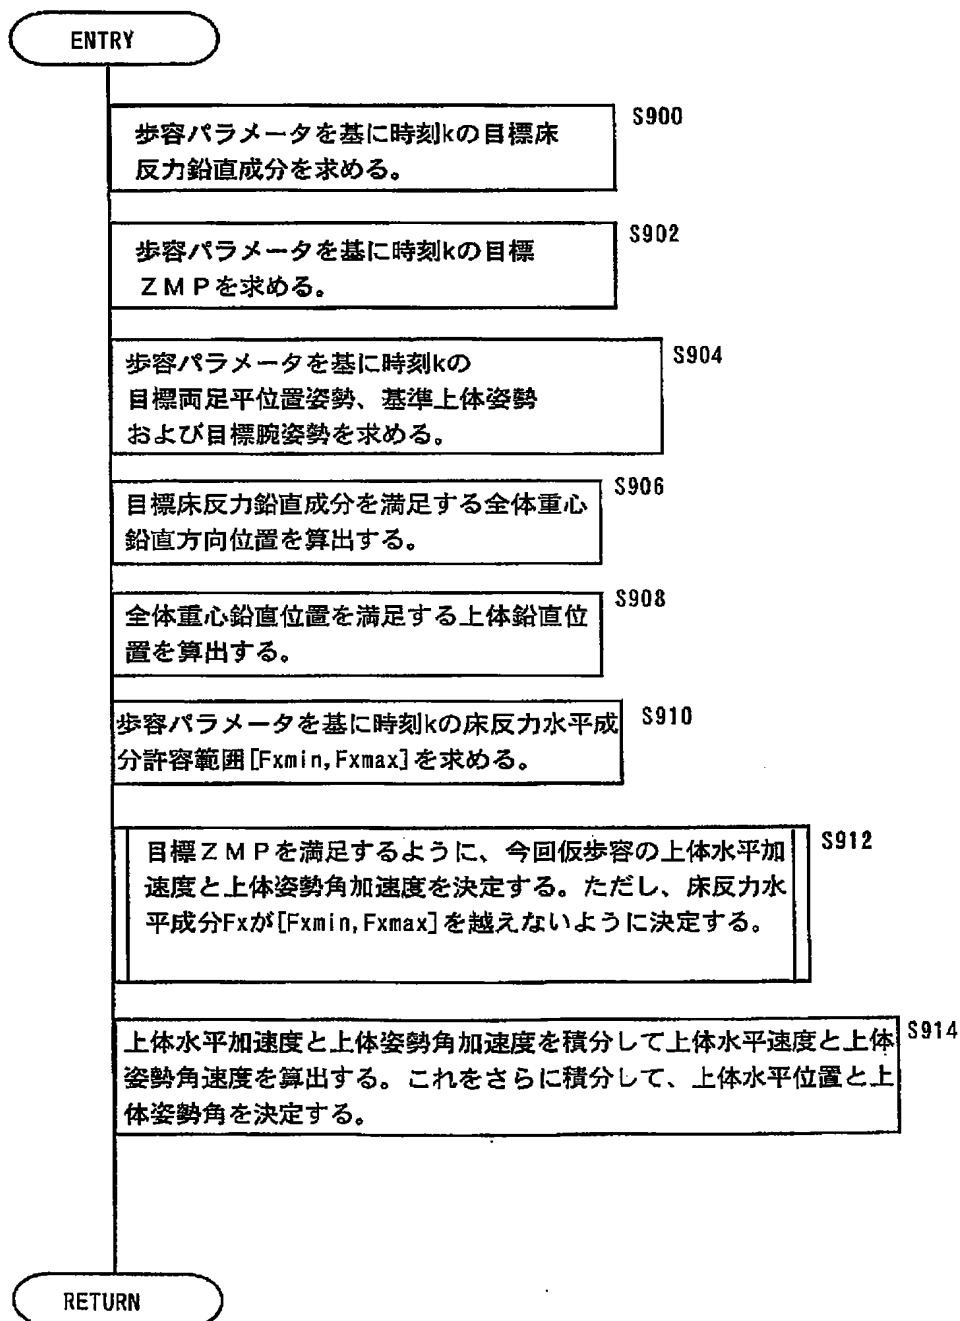 ENTRY
S900
歩容パラメータを基に時刻kの目標床
反力鉛直成分を求める。
S902
歩容パラメータを基に時刻kの目標
ZMPを求める。
S904
歩容パラメータを基に時刻kの
目標両足平位置姿勢、基準上体姿勢
および目標腕姿勢を求める。
S906
目標床反力鉛直成分を満足する全体重心
鉛直方向位置を算出する。
S908
全体重心鉛直位置を満足する上体鉛直位
置を算出する。
S910
歩容パラメータを基に時刻kの床反力水平成
分許容範囲[Fxmin,Fxmax]を求める。
S912
目標ZMPを満足するように、今回仮歩容の上体水平加
速度と上体姿勢角加速度を決定する。ただし、床反力水
平成分Fxが[Fxmin,Fxmax]を越えないように決定する。
S914
上体水平加速度と上体姿勢角加速度を積分して上体水平速度と上体
姿勢角速度を算出する。これをさらに積分して、上体水平位置と上
体姿勢角を決定する。
RETURN